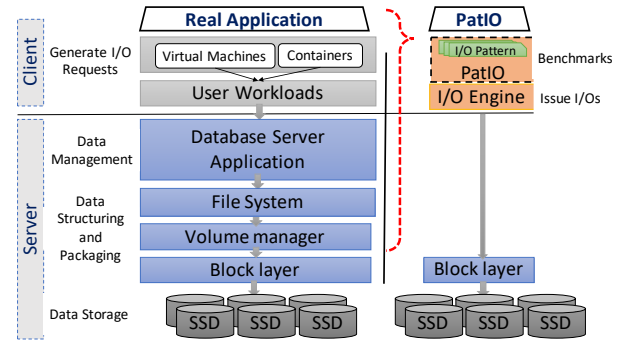 Real Application
PatIO
Client
Generate I/O
Requests
Virtual Machines
Containers
User Workloads
I/O Pattern
PatIO
I/O Engine
Benchmarks
Issue I/Os
Server
Data
Management
Database Server
Application
Data
Structuring
and
Packaging
File System
Volume manager
Block layer
Block layer
Data Storage
SSD
SSD
SSD
SSD
SSD
SSD